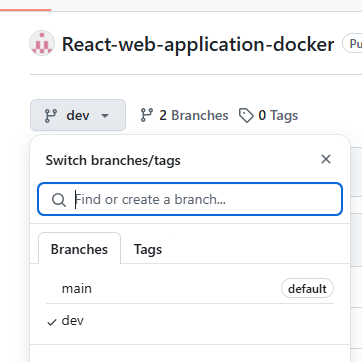 React-web-application-docker Pu
dev 2 Branches 0 Tags
Switch branches/tags
Find or create a branch...
Branches Tags
main default
dev